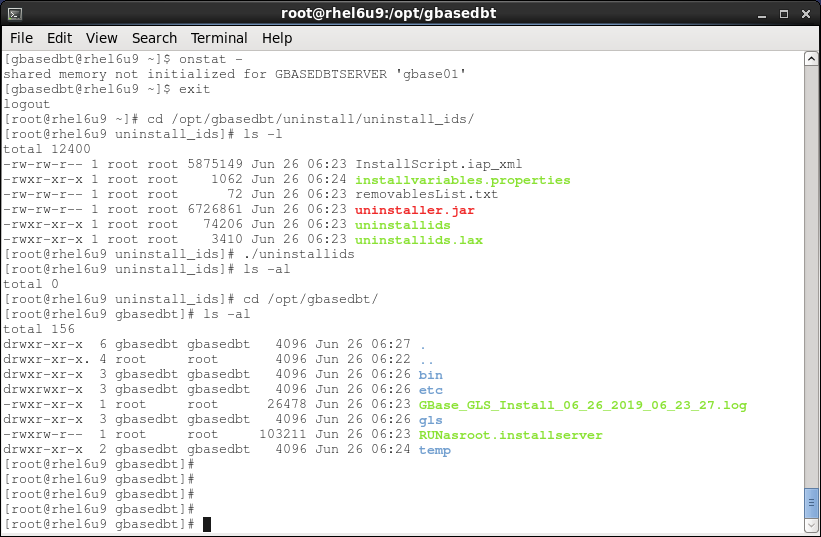 root@rhel6u9:/opt/gbasedbt
File Edit View Search Terminal Help
[gbasedbt@rhel6u9 ~]$ onstat -
shared memory not initialized for GBASEDBTSERVER 'gbase01'
[gbasedbt@rhel6u9 ~]$ exit
logout
[root@rhel6u9 ~]# cd /opt/gbasedbt/uninstall/uninstall_ids/
[root@rhel6u9 uninstall_ids]# ls -l
total 12400
-rw-rw-r-- 1 root root 5875149 Jun 26 06:23 InstallScript.iap_xml
-rwxr-xr-x 1 root root    1062 Jun 26 06:24 installvariables.properties
-rw-rw-r-- 1 root root      72 Jun 26 06:23 removablesList.txt
-rw-rw-r-- 1 root root 6726861 Jun 26 06:23 uninstaller.jar
-rwxr-xr-x 1 root root   74206 Jun 26 06:23 uninstallids
-rwxr-xr-x 1 root root    3410 Jun 26 06:23 uninstallids.lax
[root@rhel6u9 uninstall_ids]# ./uninstallids
[root@rhel6u9 uninstall_ids]# ls -al
total 0
[root@rhel6u9 uninstall_ids]# cd /opt/gbasedbt/
[root@rhel6u9 gbasedbt]# ls -al
total 156
drwxr-xr-x  6 gbasedbt gbasedbt   4096 Jun 26 06:27 .
drwxr-xr-x. 4 root     root       4096 Jun 26 06:22 ..
drwxr-xr-x  3 gbasedbt gbasedbt   4096 Jun 26 06:26 bin
drwxrwxr-x  3 gbasedbt gbasedbt   4096 Jun 26 06:26 etc
-rwxr-xr-x  1 root     root      26478 Jun 26 06:23 GBase_GLS_Install_06_26_2019_06_23_27.log
drwxr-xr-x  3 gbasedbt gbasedbt   4096 Jun 26 06:26 gls
-rwxrw-r--  1 root     root     103211 Jun 26 06:23 RUNasroot.installserver
drwxr-xr-x  2 gbasedbt gbasedbt   4096 Jun 26 06:24 temp
[root@rhel6u9 gbasedbt]#
[root@rhel6u9 gbasedbt]#
[root@rhel6u9 gbasedbt]#
[root@rhel6u9 gbasedbt]#
[root@rhel6u9 gbasedbt]#